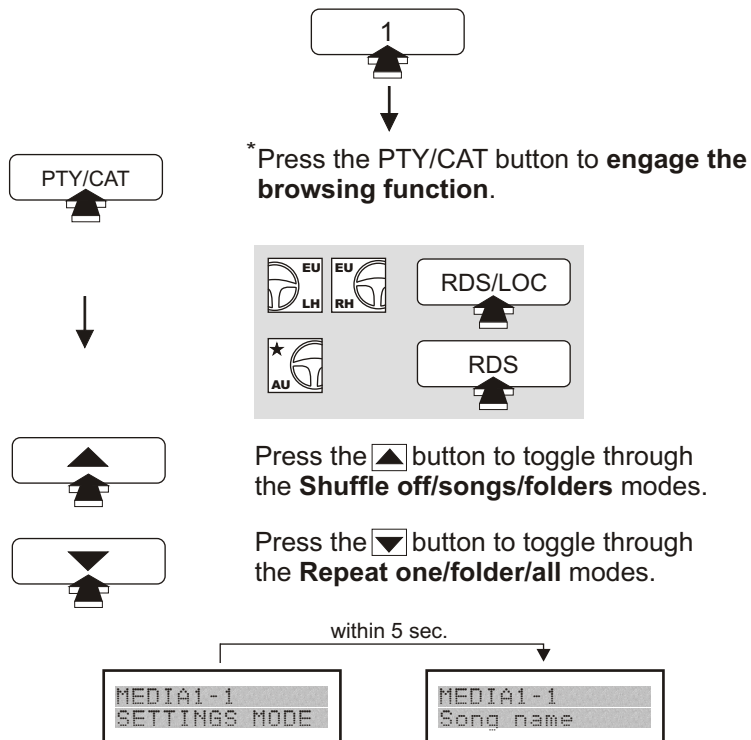 1
*Press the PTY/CAT button to engage the
browsing function.
PTY/CAT
EU EU
LH RH
RDS/LOC
AU
RDS
Press the ▲ button to toggle through
the Shuffle off/songs/folders modes.
Press the ▼ button to toggle through
the Repeat one/folder/all modes.
within 5 sec.
MEDIA1-1
SETTINGS MODE
MEDIA1-1
Song name